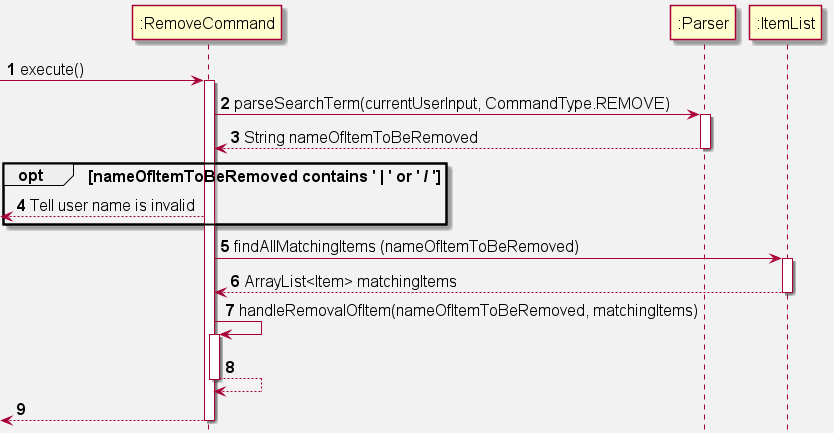 :RemoveCommand
:Parser
:ItemList
1 execute()
2 parseSearchTerm(currentUserInput, CommandType.REMOVE)
3 String nameOfItemToBeRemoved
opt [nameOfItemToBeRemoved contains ' | ' or ' / ']
4 Tell user name is invalid
5 findAllMatchingItems (nameOfItemToBeRemoved)
6 ArrayList<Item> matchingItems
7 handleRemovalOfItem(nameOfItemToBeRemoved, matchingItems)
8
9